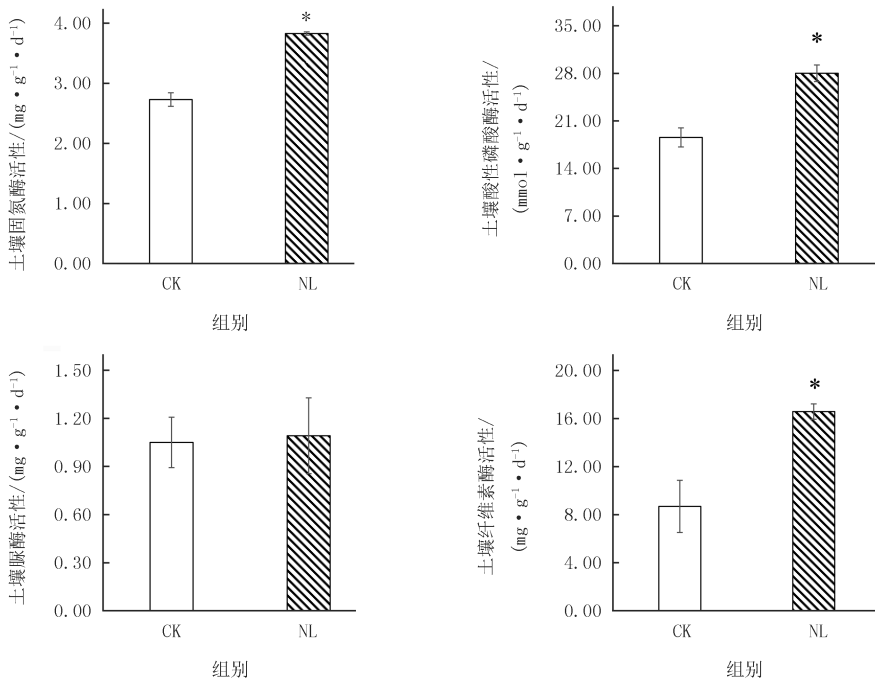 土壤固氮酶活性/(mg•g⁻¹•d⁻¹)
4.00
3.00
2.00
1.00
0.00
*
CK
NL
组别
土壤酸性磷酸酶活性/
(mmol•g⁻¹•d⁻¹)
35.00
28.00
21.00
14.00
7.00
0.00
*
CK
NL
组别
土壤脲酶活性/(mg•g⁻¹•d⁻¹)
1.50
1.20
0.90
0.60
0.30
0.00
CK
NL
组别
土壤纤维素酶活性/
(mg•g⁻¹•d⁻¹)
20.00
16.00
12.00
8.00
4.00
0.00
*
CK
NL
组别